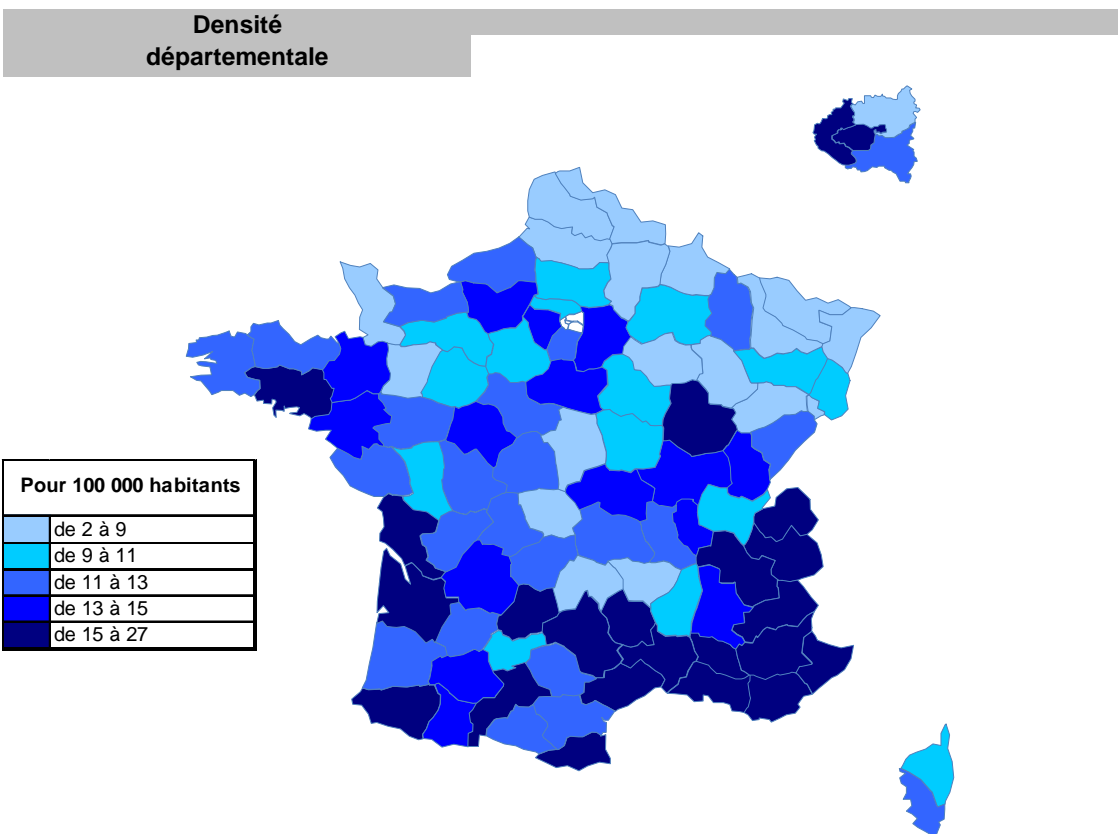 Densité
départementale
Pour 100 000 habitants
de 2 à 9
de 9 à 11
de 11 à 13
de 13 à 15
de 15 à 27